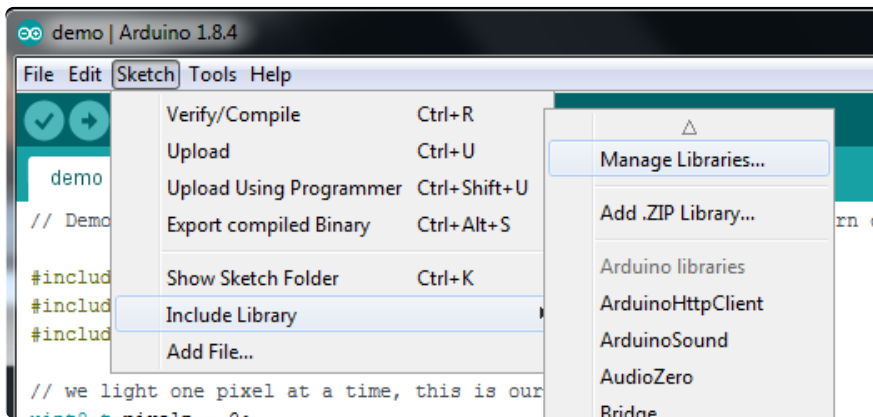 demo | Arduino 1.8.4
File Edit Sketch Tools Help
demo
Verify/Compile Ctrl+R
Upload Ctrl+U
Upload Using Programmer Ctrl+Shift+U
Export compiled Binary Ctrl+Alt+S
Show Sketch Folder Ctrl+K
Include Library
Add File...
Manage Libraries...
Add .ZIP Library...
Arduino libraries
ArduinoHttpClient
ArduinoSound
AudioZero
Bridge
// Demo
rn
#includ
#includ
#includ
// we light one pixel at a time, this is our